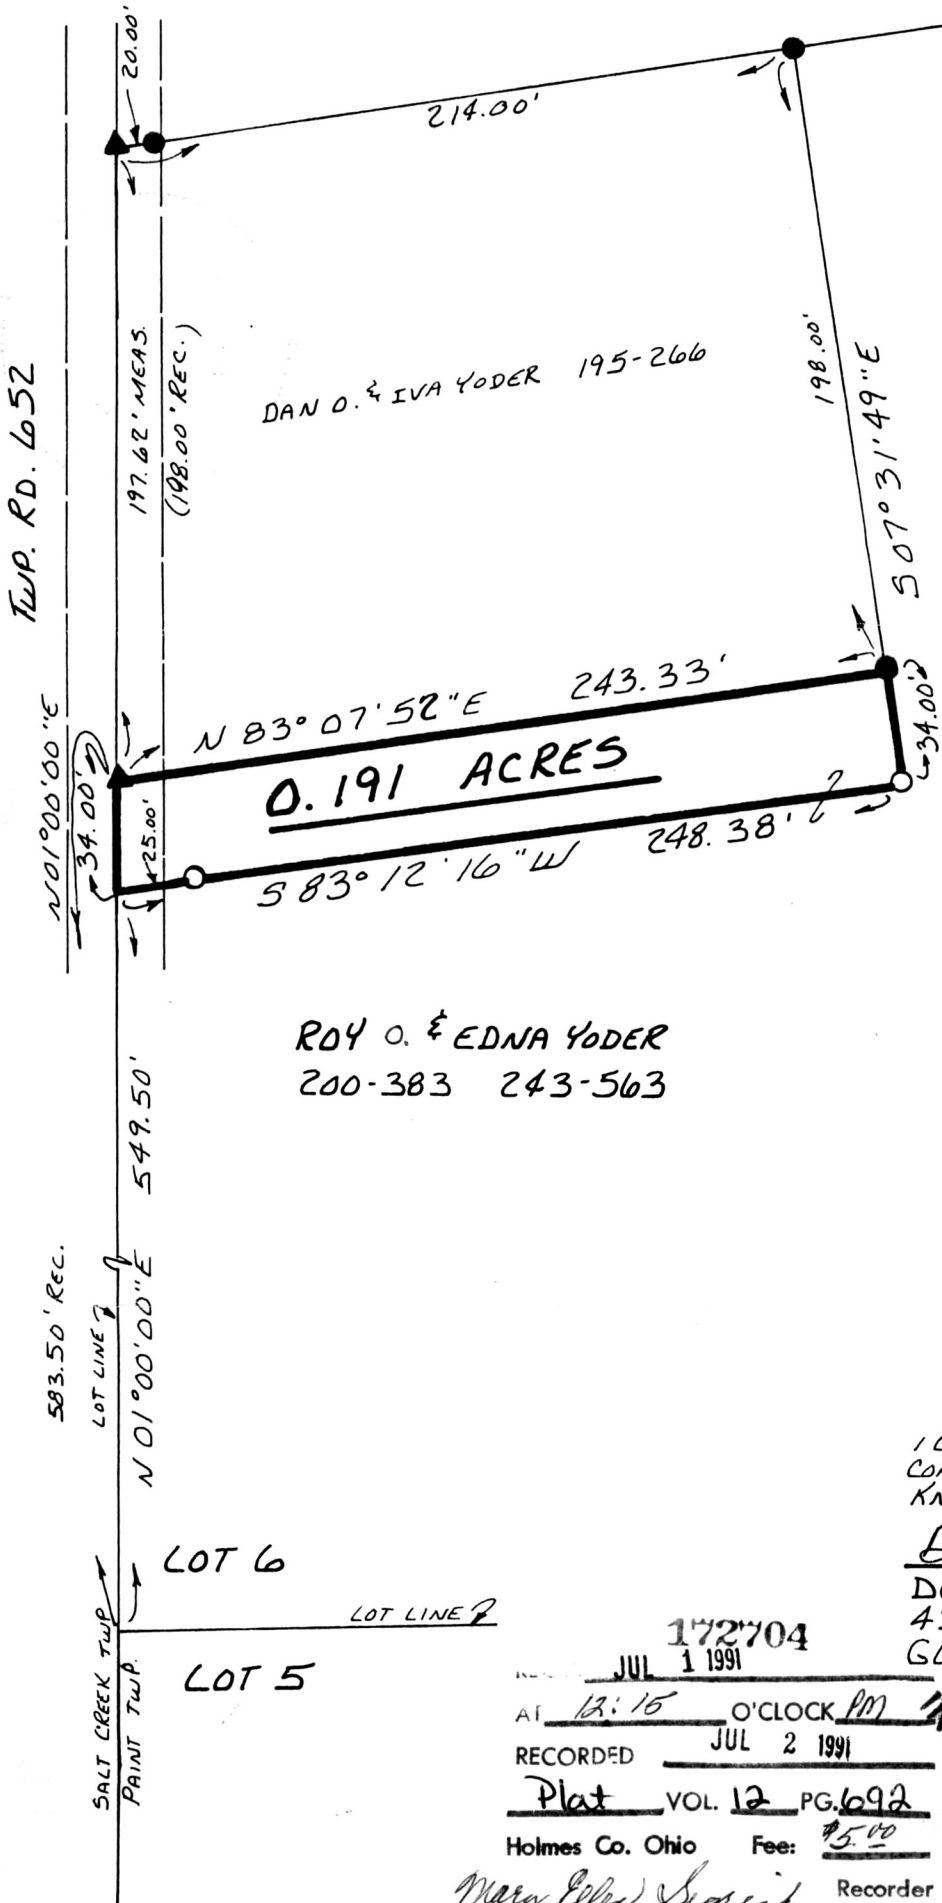 20.00'
214.00'
TWP. RD. 652
197.62' MEAS.
(198.00' REC.)
DAN O. & IVA YODER 195-266
198.00'
S 07° 31' 49" E
N 01° 00' 00" E
34.00'
25.00'
N 83° 07' 52" E 243.33'
34.00'
0.191 ACRES
S 83° 12' 16" W 248.38'
ROY O. & EDNA YODER
200-383 243-563
549.50'
583.50' REC.
LOT LINE
N 01° 00' 00" E
LOT 6
LOT LINE
LOT 5
SALT CREEK TWP.
PAINT TWP.
172704
JUL 1 1991
AT 12:15 O'CLOCK PM
RECORDED JUL 2 1991
Plat VOL. 12 PG. 692
Holmes Co. Ohio Fee: $5.00
Recorder